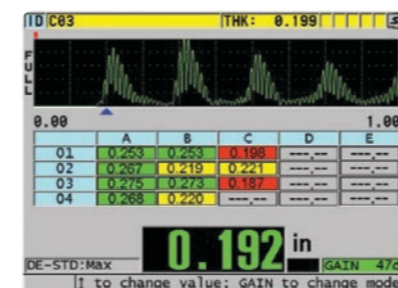 ID C03 THK: 0.199
FULL
0.00 1.00
A B C D E
01 0.253 0.253 0.198 ---.-- ---.--
02 0.267 0.219 0.221 ---.-- ---.--
03 0.275 0.273 0.187 ---.-- ---.--
04 0.268 0.220 ---.-- ---.-- ---.--
0.192 in
DE-STD:Max GAIN 47d
I to change value; GAIN to change mode